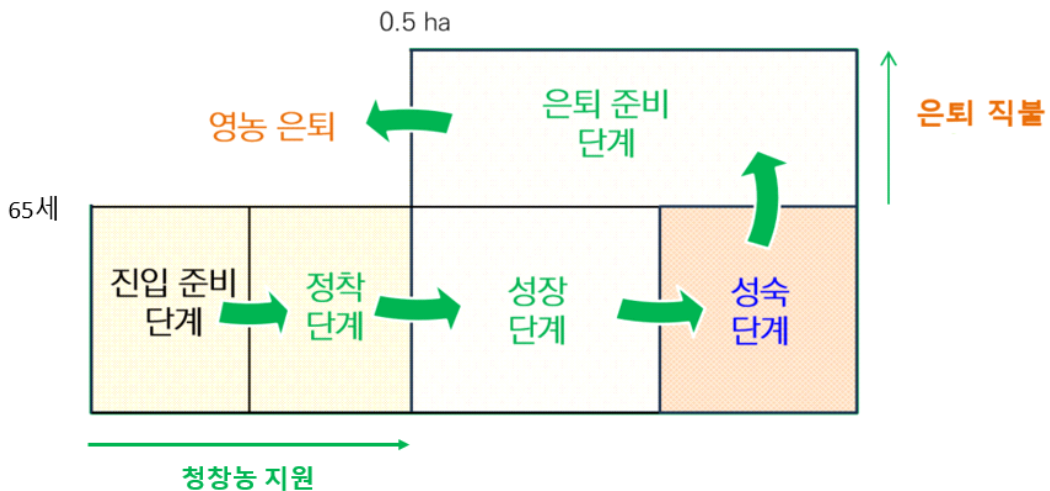 0.5 ha
은퇴 준비
단계
영농 은퇴
은퇴 직불
65세
진입 준비
단계
정착
단계
성장
단계
성숙
단계
청창농 지원